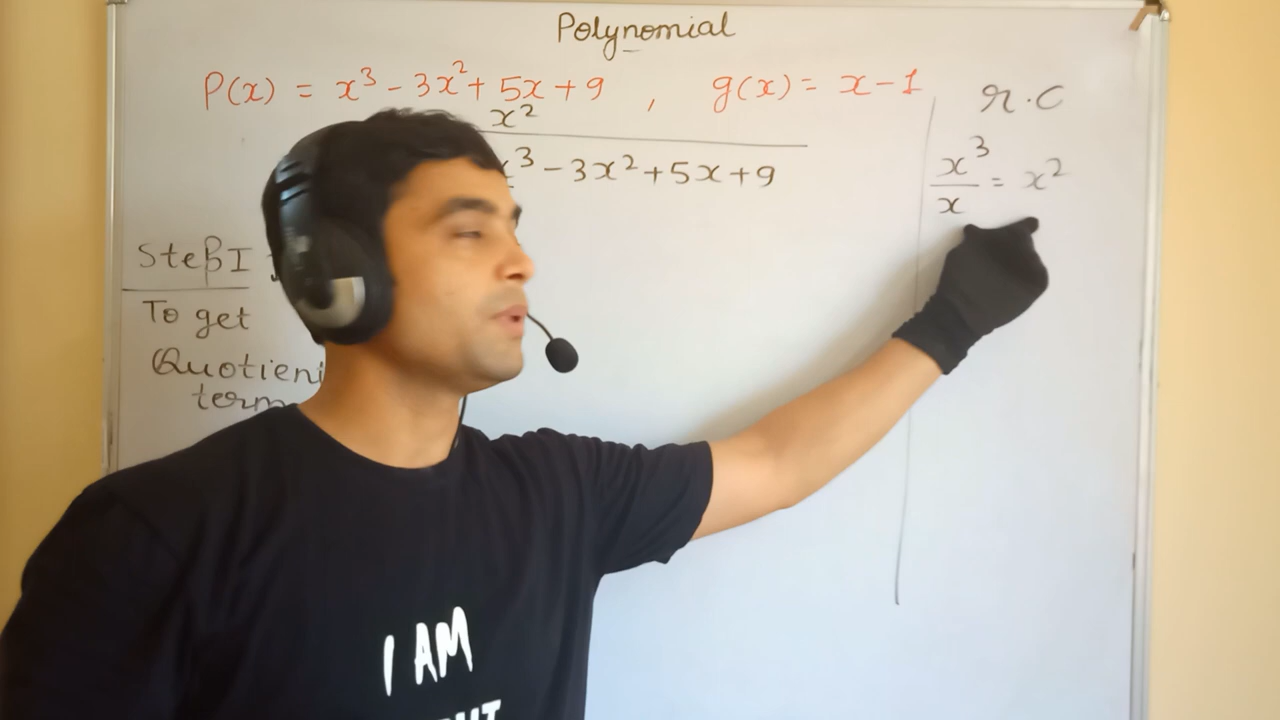 Polynomial
P(x) = x³ - 3x² + 5x + 9 , g(x) = x - 1
r.c
x²
x³ - 3x² + 5x + 9
x³/x = x²
Step I
To get
Quotient
term
I AM